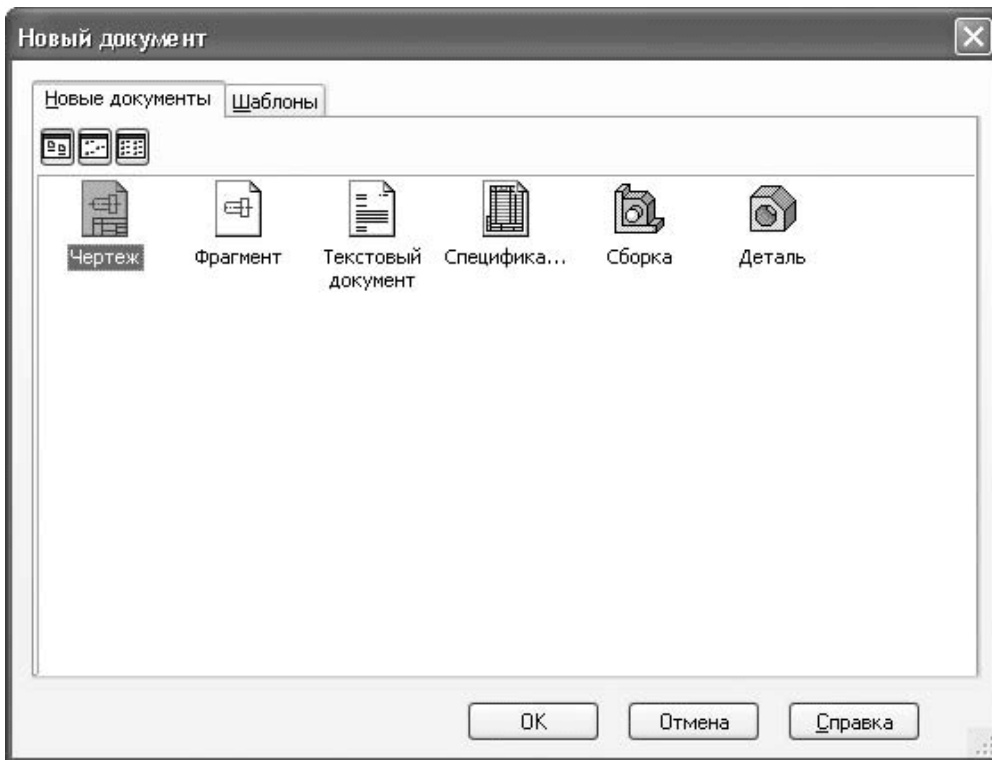 Новый документ
Новые документы Шаблоны
Чертеж Фрагмент Текстовый документ Специфика... Сборка Деталь
OK Отмена Справка